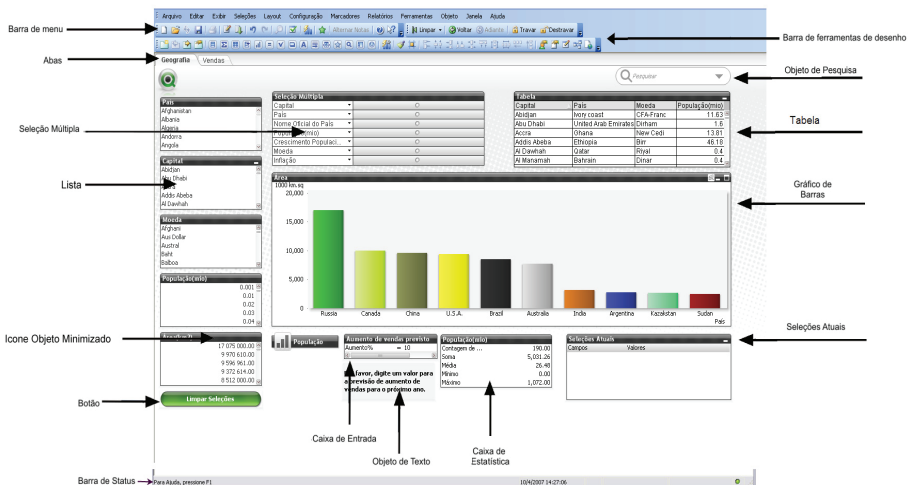 Arquivo Editar Exibir Seleções Layout Configuração Marcadores Relatórios Ferramentas Objeto Janela Ajuda
Barra de menu
Limpar Voltar Adiante Travar Destravar
Alternar Notas
Barra de ferramentas de desenho
Abas
Geografia Vendas
Objeto de Pesquisa
Pesquisar
País
Afghanistan
Albania
Algeria
Andorra
Angola
Seleção Múltipla
Seleção Múltipla
Capital
País
Nome Oficial do País
População(mio)
Crescimento Populaci...
Moeda
Inflação
Tabela
Capital País Moeda População(mio)
Abidjan Ivory coast CFA-Franc 11.63
Abu Dhabi United Arab Emirates Dirham 1.6
Accra Ghana New Cedi 13.81
Addis Abeba Ethiopia Birr 46.18
Al Dawhah Qatar Riyal 0.4
Al Manamah Bahrain Dinar 0.4
Tabela
Lista
Capital
Abidjan
Abu Dhabi
Addis Abeba
Al Dawhah
Área
1000 km.sq
20,000
15,000
10,000
5,000
0
Russia Canada China U.S.A. Brazil Australia India Argentina Kazakstan Sudan
País
Gráfico de
Barras
Moeda
Afghani
Aus Dollar
Austral
Baht
Balboa
População(mio)
0.001
0.01
0.02
0.03
0.04
Icone Objeto Minimizado
17 075 000.00
9 970 610.00
9 596 961.00
9 372 614.00
8 512 000.00
População
Aumento de vendas previsto
Aumento% = 10
favor, digite um valor para
a previsão de aumento de
vendas para o próximo ano.
População(mio)
Contagem de ... 190.00
Soma 5,031.26
Média 26.48
Mínimo 0.00
Máximo 1,072.00
Seleções Atuais
Campos Valores
Seleções Atuais
Botão
Limpar Seleções
Caixa de Entrada
Objeto de Texto
Caixa de
Estatística
Barra de Status
Para Ajuda, pressione F1 10/4/2007 14:27:06